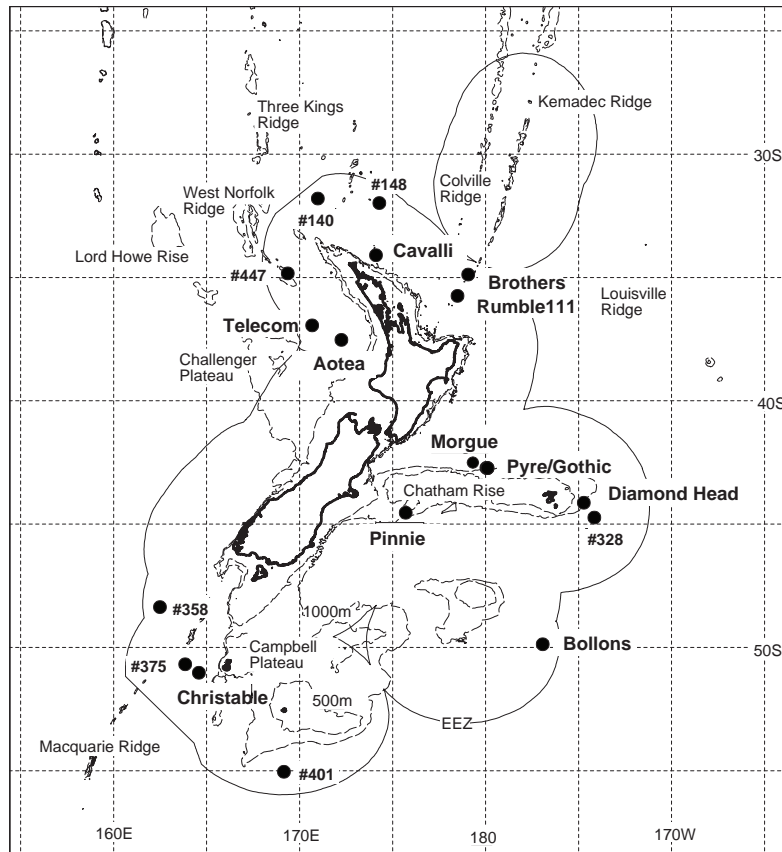 Kemadec Ridge
Three Kings
Ridge
30S
#148
West Norfolk
Ridge
Colville
Ridge
#140
Cavalli
Lord Howe Rise
#447
Brothers
Rumble111
Louisville
Ridge
Telecom
Aotea
Challenger
Plateau
40S
Morgue
Pyre/Gothic
Chatham Rise
Diamond Head
Pinnie
#328
#358
1000m
Campbell
Plateau
Bollons
50S
#375
Christable
500m
EEZ
Macquarie Ridge
#401
160E
170E
180
170W